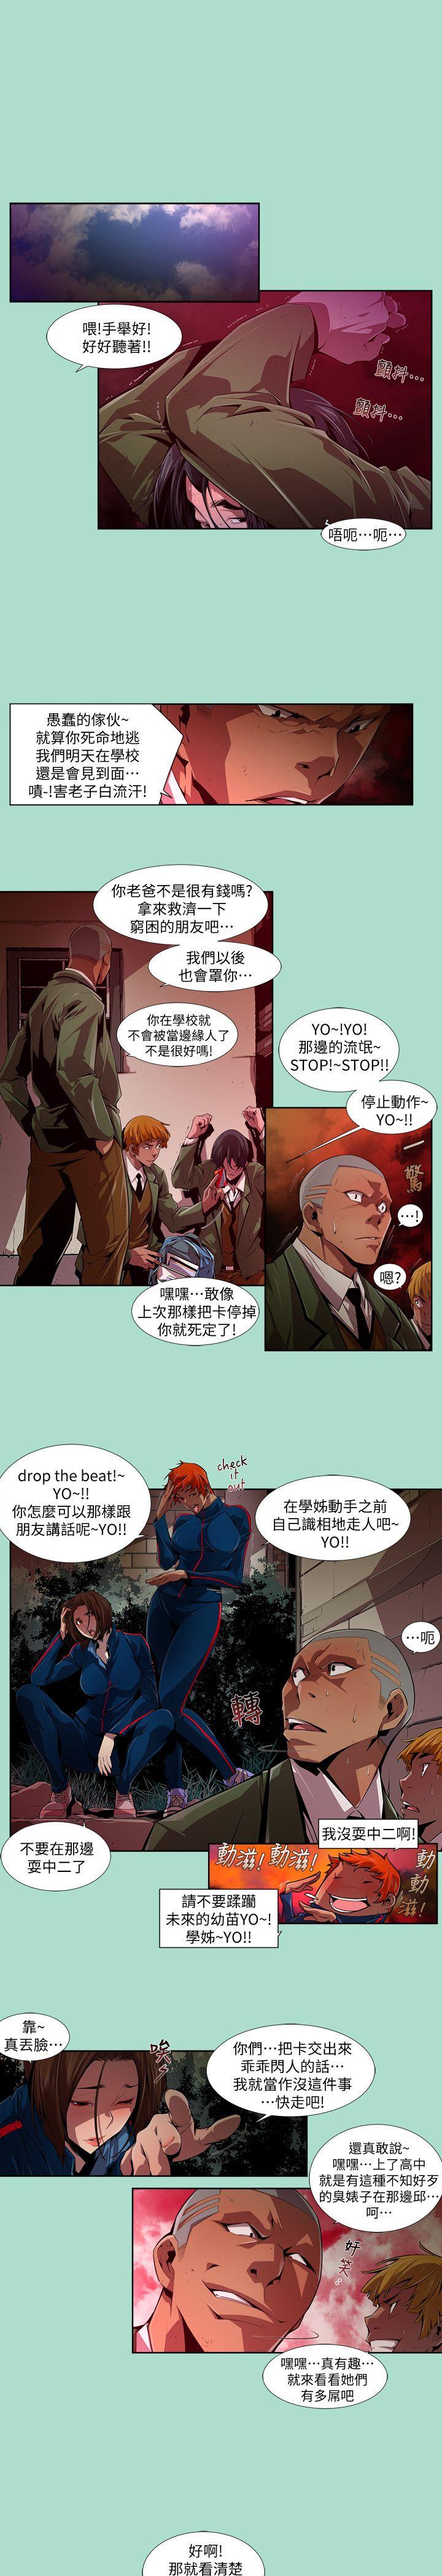 喂!手舉好!
好好聽著!!
顫抖…
顫抖…
唔呃…呃…
愚蠢的傢伙~
就算你死命地逃
我們明天在學校
還是會見到面…
嘖-!害老子白流汗!
你老爸不是很有錢嗎?
拿來救濟一下
窮困的朋友吧…
我們以後
也會罩你…
你在學校就
不會被當邊緣人了
不是很好嗎!
嘿嘿…敢像
上次那樣把卡停掉
你就死定了!
YO~!YO!
那邊的流氓~
STOP!~STOP!!
停止動作~
YO~!!
驚
…!
嗯?
check
it
out
drop the beat!~
YO~!!
你怎麼可以那樣跟
朋友講話呢~YO!!
在學姊動手之前
自己識相地走人吧~
YO!!
…呃
轉
不要在那邊
耍中二了
我沒耍中二啊!
動滋!動滋!
動
動
滋!
請不要蹂躪
未來的幼苗YO~!
學姊~YO!!
靠~
真丟臉…
唉
你們…把卡交出來
乖乖閃人的話…
我就當作沒這件事
…快走吧!
還真敢說~
嘿嘿…上了高中
就是有這種不知好歹
的臭婊子在那邊邱…
呵…
好
笑
嘿嘿…真有趣…
就來看看她們
有多屌吧
好啊!
那就看清楚